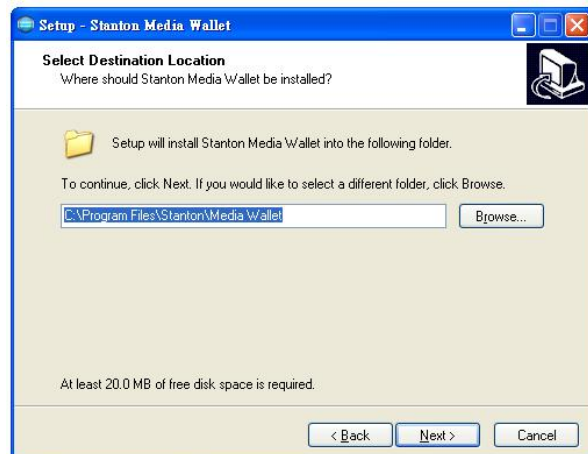 Setup - Stanton Media Wallet
Select Destination Location
Where should Stanton Media Wallet be installed?
Setup will install Stanton Media Wallet into the following folder.
To continue, click Next. If you would like to select a different folder, click Browse.
C:\Program Files\Stanton\Media Wallet
Browse...
At least 20.0 MB of free disk space is required.
< Back
Next >
Cancel